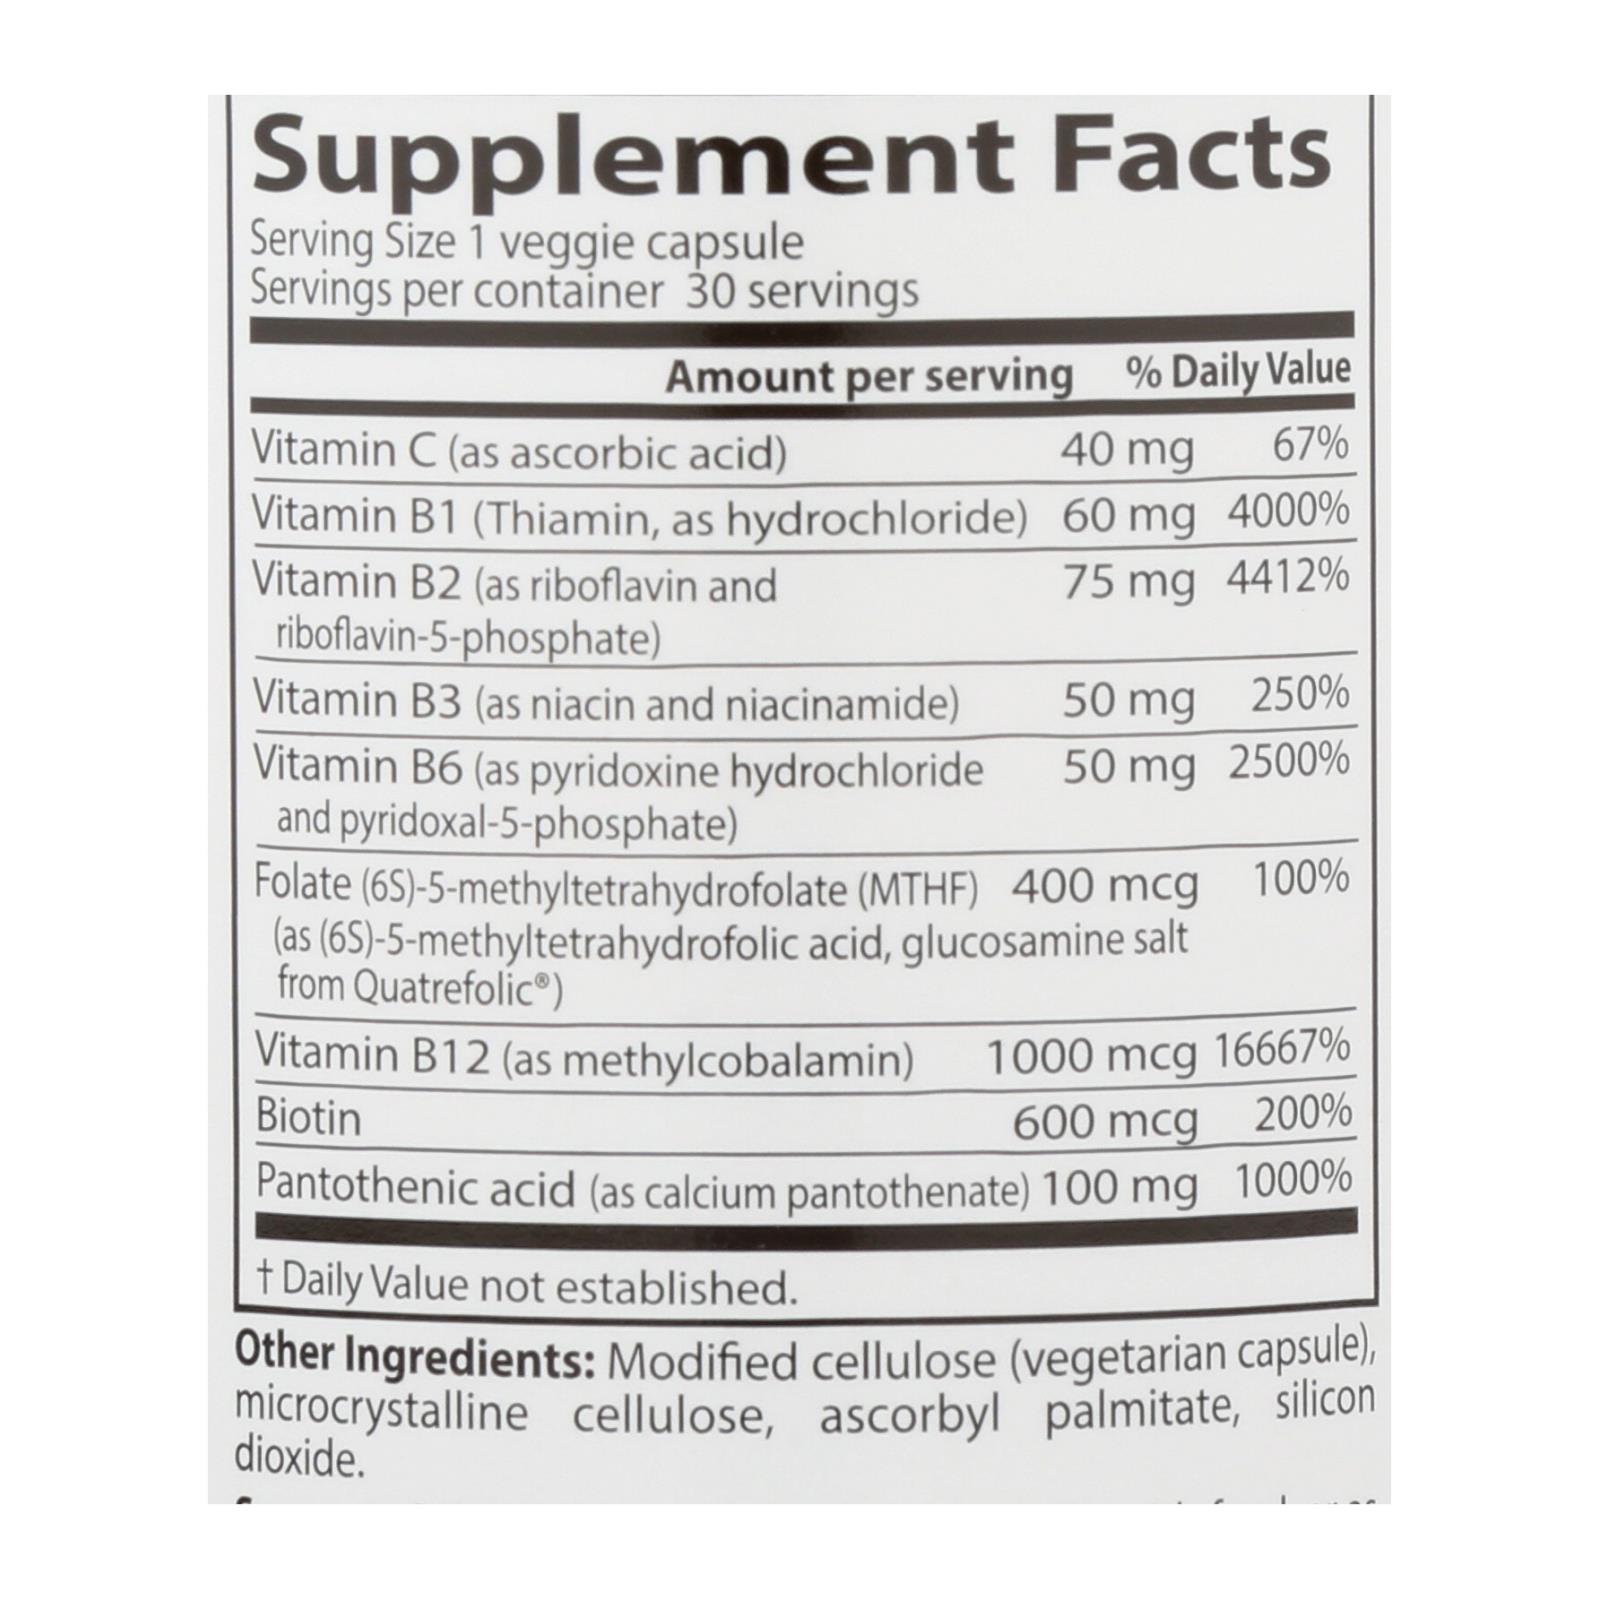 Supplement Facts
Serving Size 1 veggie capsule
Servings per container 30 servings
Amount per serving % Daily Value
Vitamin C (as ascorbic acid) 40 mg 67%
Vitamin B1 (Thiamin, as hydrochloride) 60 mg 4000%
Vitamin B2 (as riboflavin and 75 mg 4412%
riboflavin-5-phosphate)
Vitamin B3 (as niacin and niacinamide) 50 mg 250%
Vitamin B6 (as pyridoxine hydrochloride 50 mg 2500%
and pyridoxal-5-phosphate)
Folate (6S)-5-methyltetrahydrofolate (MTHF) 400 mcg 100%
(as (6S)-5-methyltetrahydrofolic acid, glucosamine salt
from Quatrefolic®)
Vitamin B12 (as methylcobalamin) 1000 mcg 16667%
Biotin 600 mcg 200%
Pantothenic acid (as calcium pantothenate) 100 mg 1000%
† Daily Value not established.
Other Ingredients: Modified cellulose (vegetarian capsule),
microcrystalline cellulose, ascorbyl palmitate, silicon
dioxide.